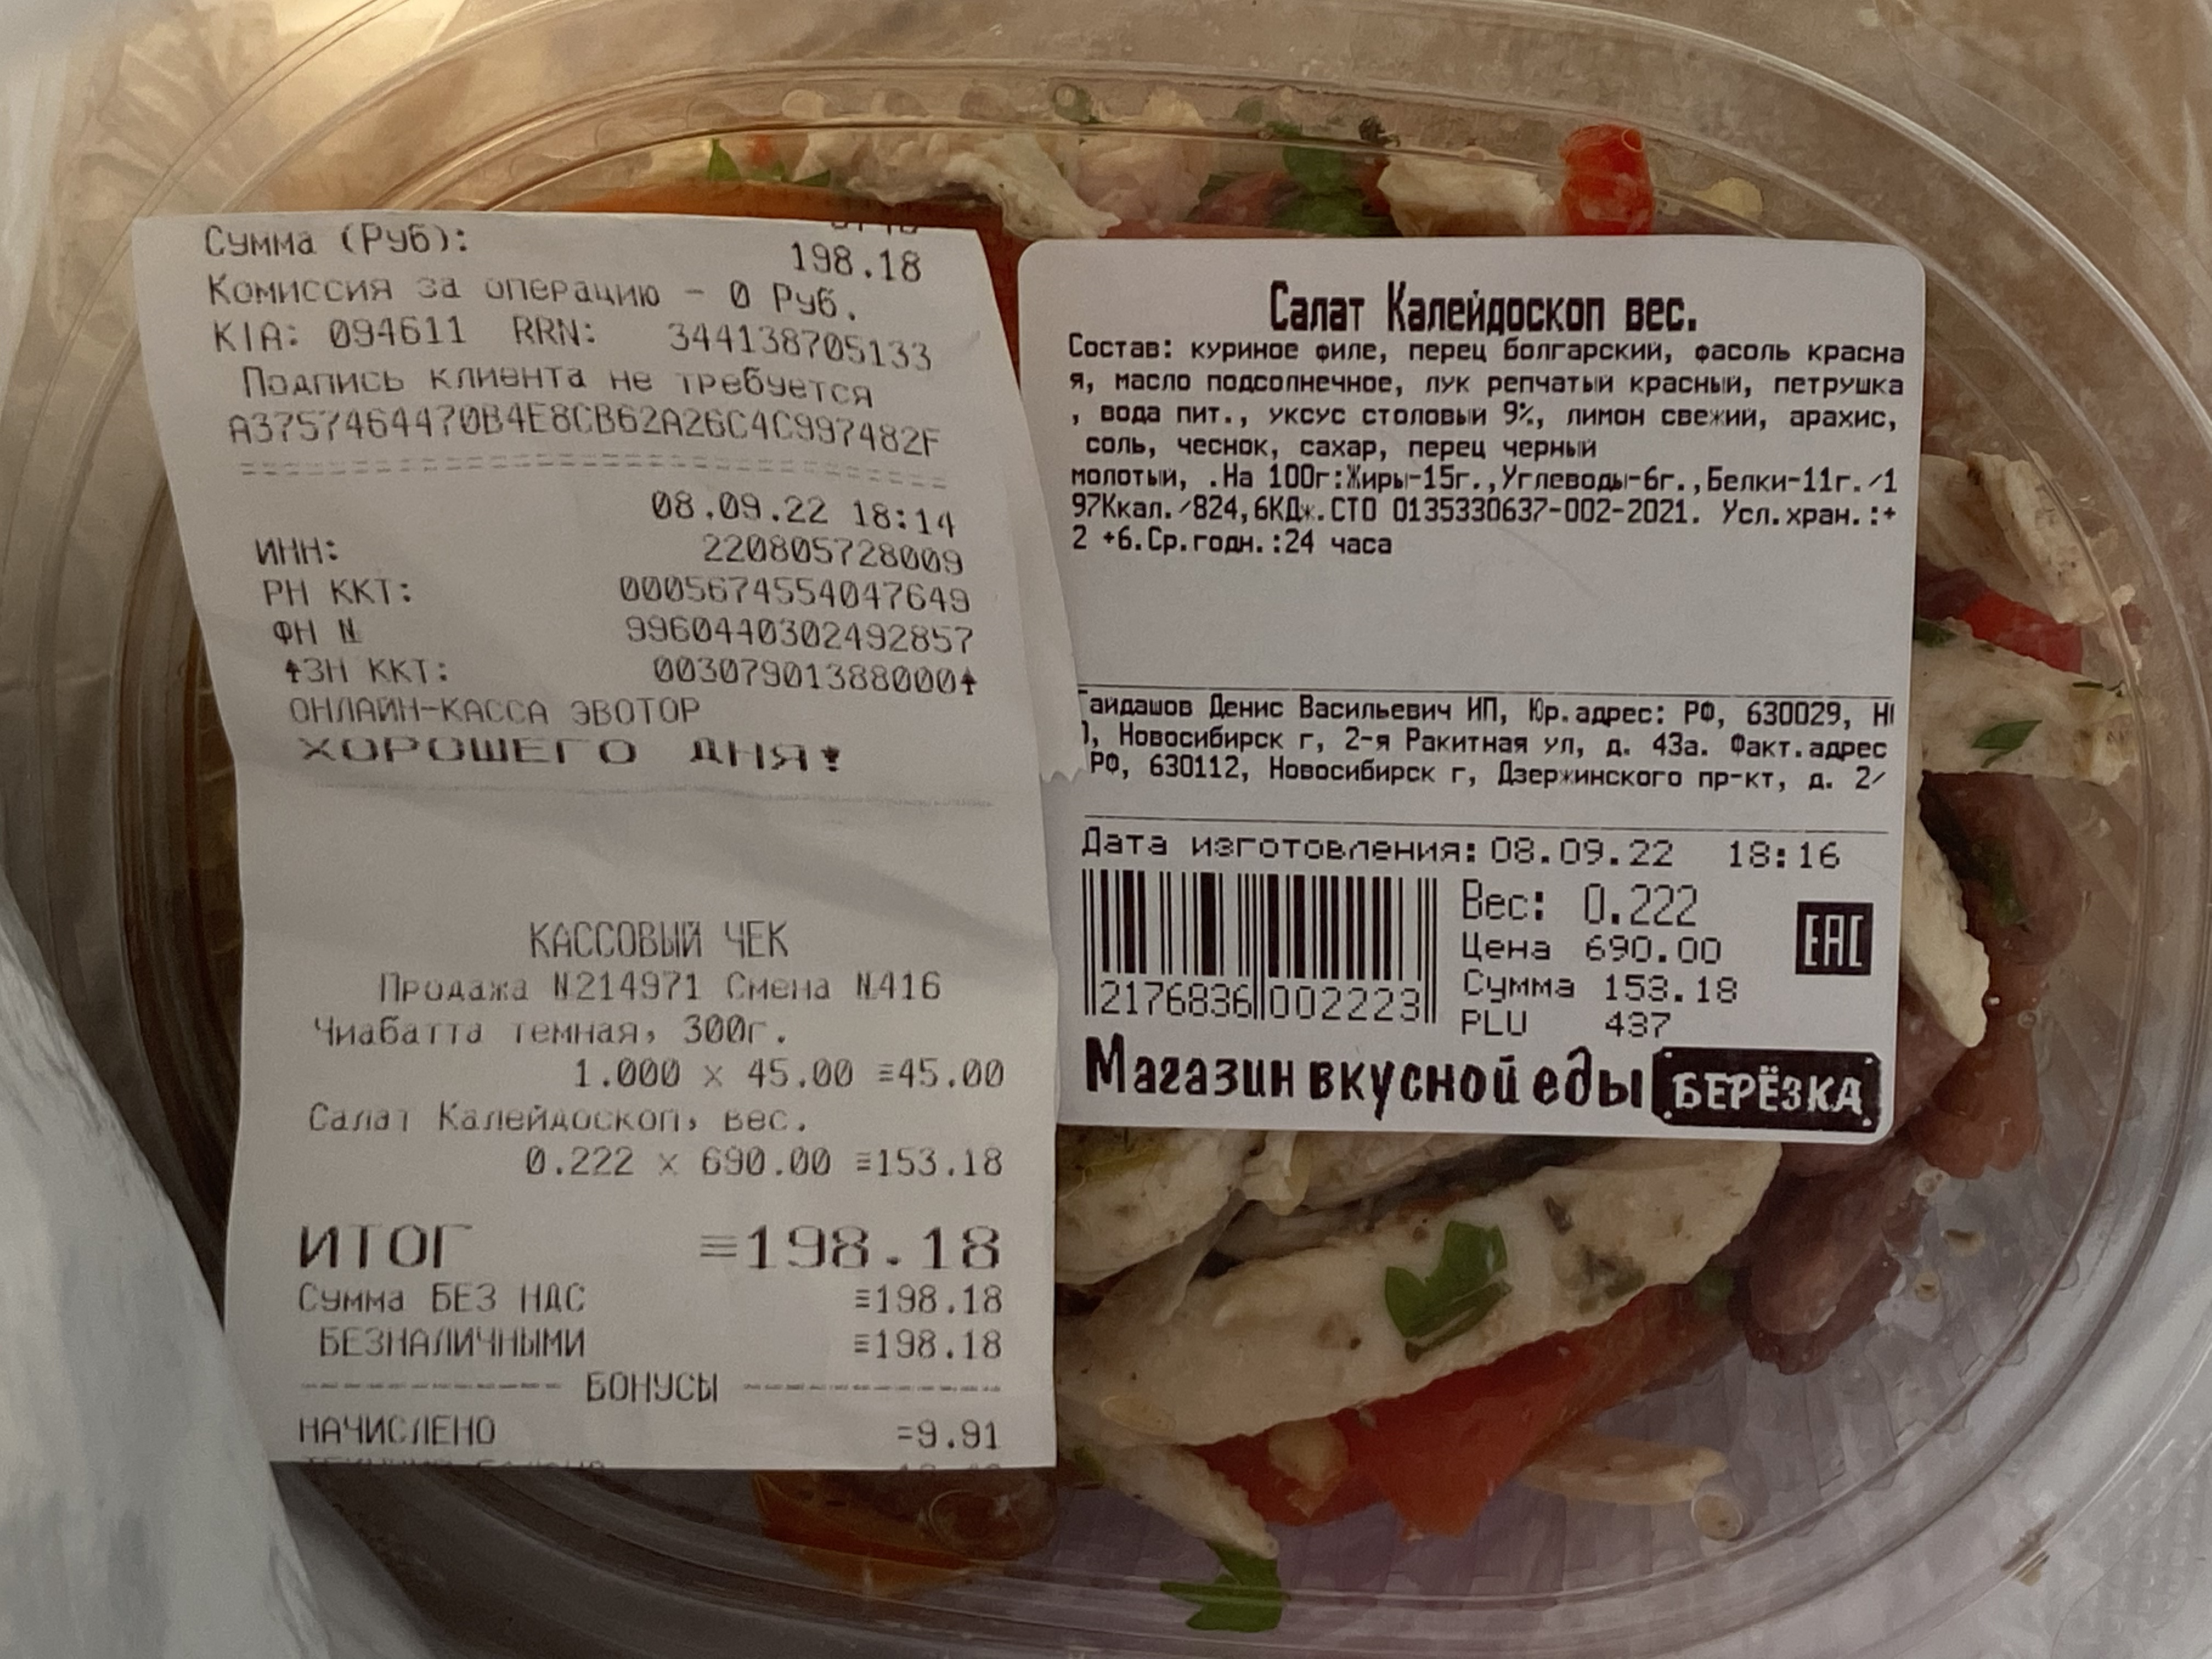 Сумма (Руб): 198.18
Комиссия за операцию - 0 Руб.
KIA: 094611 RRN: 344138705133
Подпись клиента не требуется
A3757464470B4E8CB62A26C4C997482F
08.09.22 18:14
ИНН: 220805728009
РН ККТ: 0005674554047649
ФН № 9960440302492857
ЗН ККТ: 00307901388000
ОНЛАЙН-КАССА ЭВОТОР
ХОРОШЕГО ДНЯ!
КАССОВЫЙ ЧЕК
Продажа №214971 Смена №416
Чиабатта темная, 300г.
1.000 x 45.00 =45.00
Салат Калейдоскоп, вес.
0.222 x 690.00 =153.18
ИТОГ =198.18
Сумма БЕЗ НДС =198.18
БЕЗНАЛИЧНЫМИ =198.18
------------ БОНУСЫ ------------
НАЧИСЛЕНО =9.91
Салат Калейдоскоп вес.
Состав: куриное филе, перец болгарский, фасоль красна
я, масло подсолнечное, лук репчатый красный, петрушка
, вода пит., уксус столовый 9%, лимон свежий, арахис,
соль, чеснок, сахар, перец черный
молотый, .На 100г:Жиры-15г.,Углеводы-6г.,Белки-11г./1
97Ккал./824,6КДж.СТО 0135330637-002-2021. Усл.хран.:+
2 +6.Ср.годн.:24 часа
Гайдашов Денис Васильевич ИП, Юр.адрес: РФ, 630029,
, Новосибирск г, 2-я Ракитная ул, д. 43а. Факт.адрес
РФ, 630112, Новосибирск г, Дзержинского пр-кт, д. 2/
Дата изготовления: 08.09.22 18:16
Вес: 0.222
Цена 690.00
Сумма 153.18
PLU 437
2176836002223
EAC
Магазин вкусной еды БЕРЁЗКА